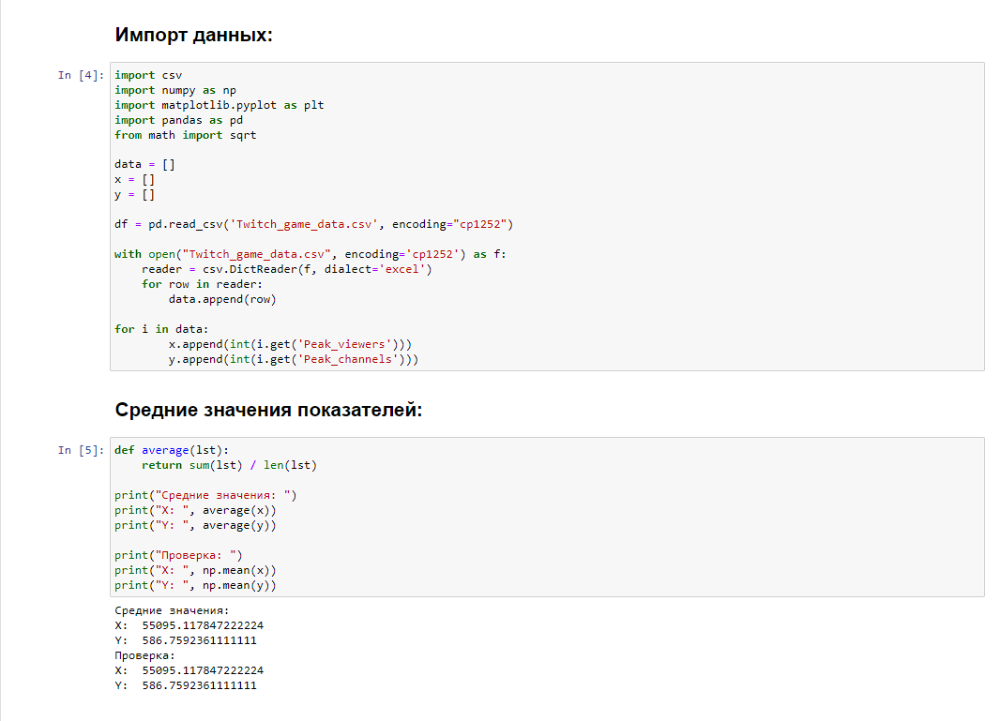 Импорт данных:
In [4]:
import csv
import numpy as np
import matplotlib.pyplot as plt
import pandas as pd
from math import sqrt
data = []
x = []
y = []
df = pd.read_csv('Twitch_game_data.csv', encoding="cp1252")
with open("Twitch_game_data.csv", encoding='cp1252') as f:
    reader = csv.DictReader(f, dialect='excel')
    for row in reader:
        data.append(row)
for i in data:
        x.append(int(i.get('Peak_viewers')))
        y.append(int(i.get('Peak_channels')))
Средние значения показателей:
In [5]:
def average(lst):
    return sum(lst) / len(lst)
print("Средние значения: ")
print("X: ", average(x))
print("Y: ", average(y))
print("Проверка: ")
print("X: ", np.mean(x))
print("Y: ", np.mean(y))
Средние значения:
X:  55095.117847222224
Y:  586.7592361111111
Проверка:
X:  55095.117847222224
Y:  586.7592361111111